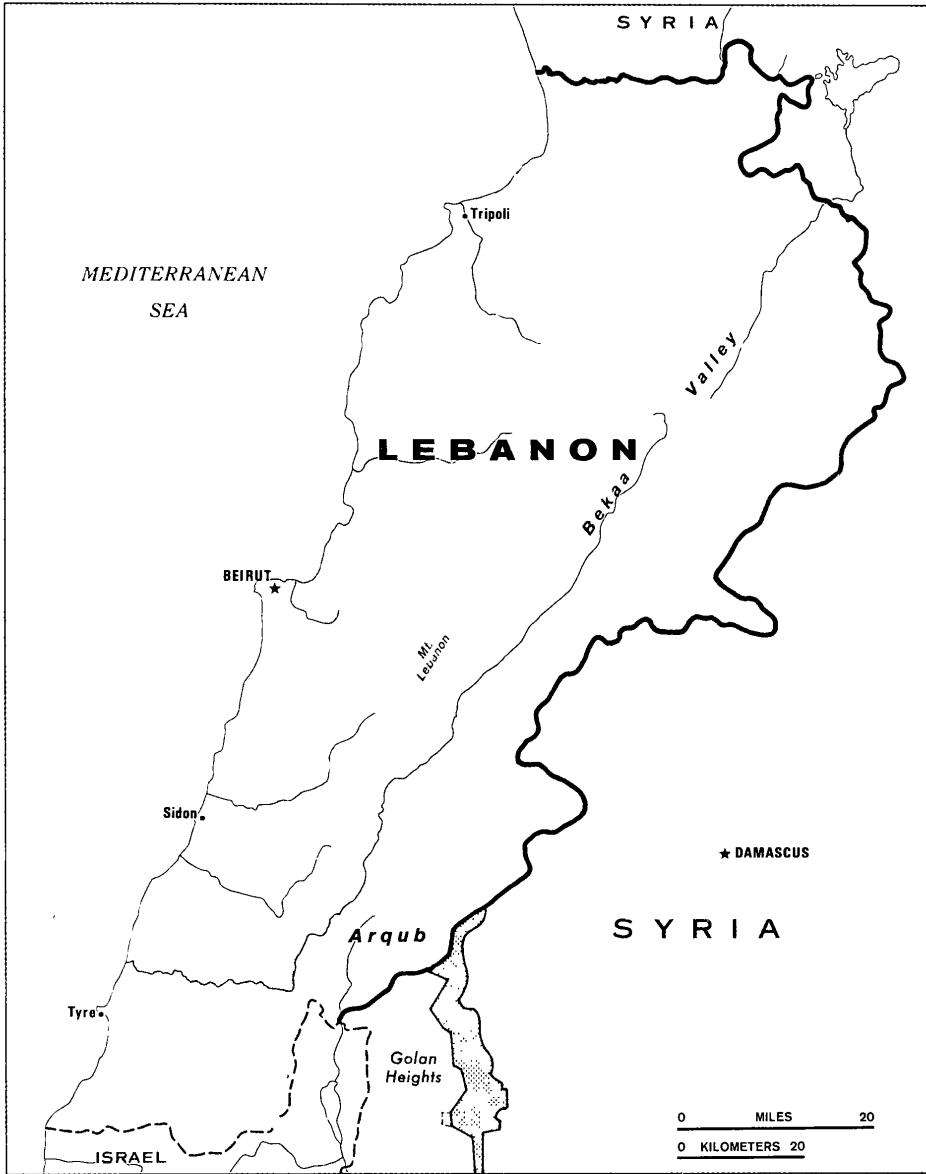 SYRIA
Tripoli
MEDITERRANEAN
SEA
Valley
LEBANON
Bekaa
BEIRUT
Mt.
Lebanon
Sidon
DAMASCUS
SYRIA
Arqub
Tyre
Golan
Heights
0 MILES 20
0 KILOMETERS 20
ISRAEL